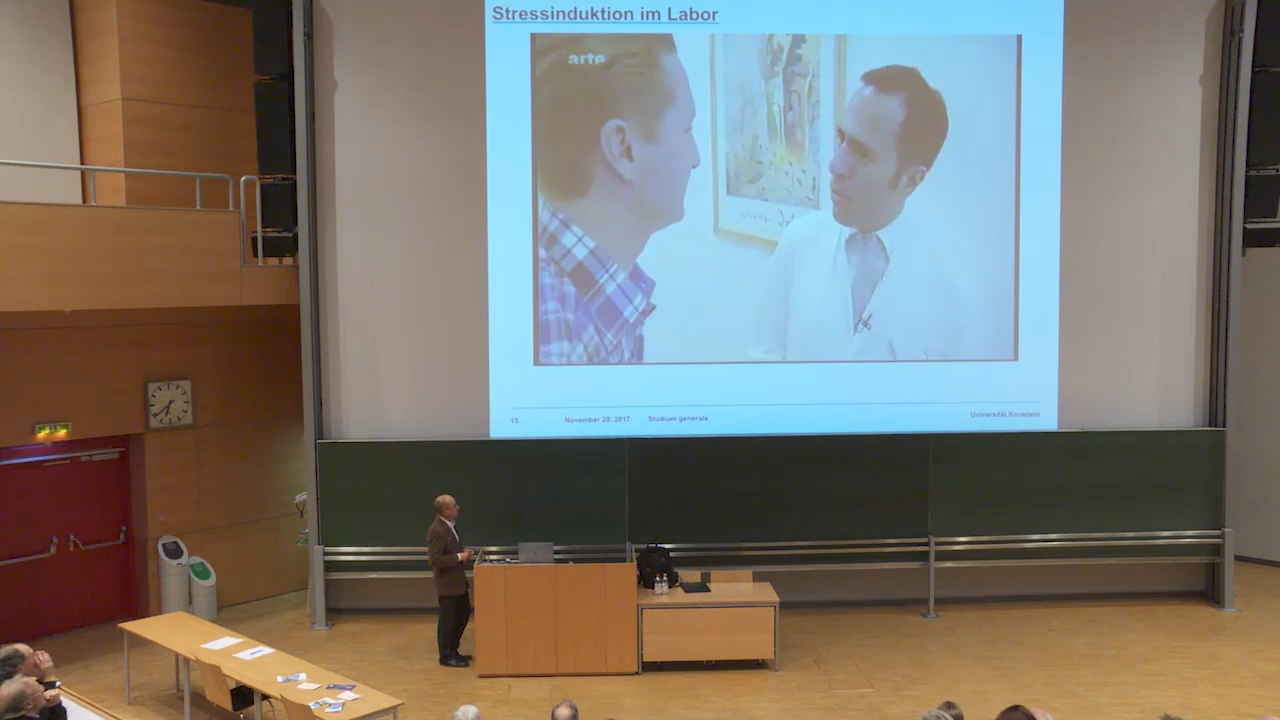 Stressinduktion im Labor
arte
15
November 20, 2017
Studium generale
Universität Konstanz